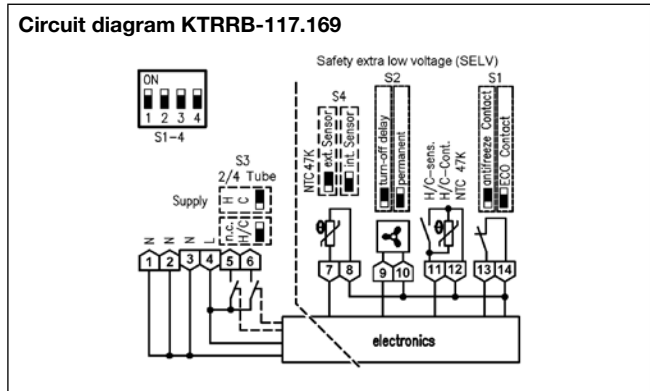 Circuit diagram KTRRB-117.169
Safety extra low voltage (SELV)
ON
1 2 3 4
S1-4
S3
2/4 Tube
H C
n.c. H/C
Supply
N N N L
1 2 3 4 5 6
S4
NTC 47K
ext. Sensor
int. Sensor
S2
turn-off delay
permanent
H/C-sens.
H/C-Cont.
NTC 47K
S1
antifreeze Contact
ECO Contact
θ
θ
7 8 9 10 11 12 13 14
electronics